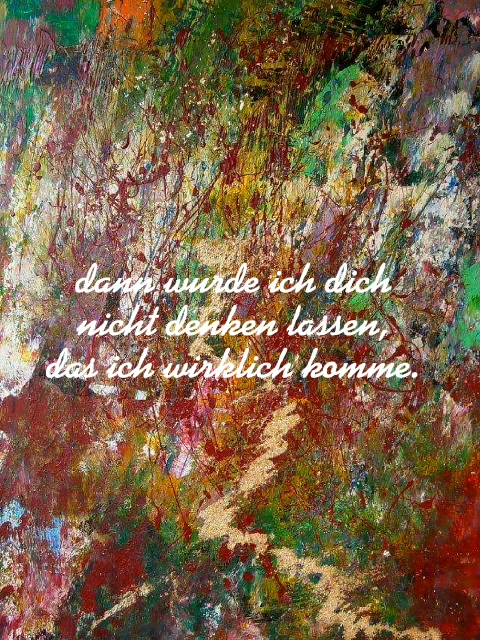 dann wurde ich dich
nicht denken lassen,
das ich wirklich komme.